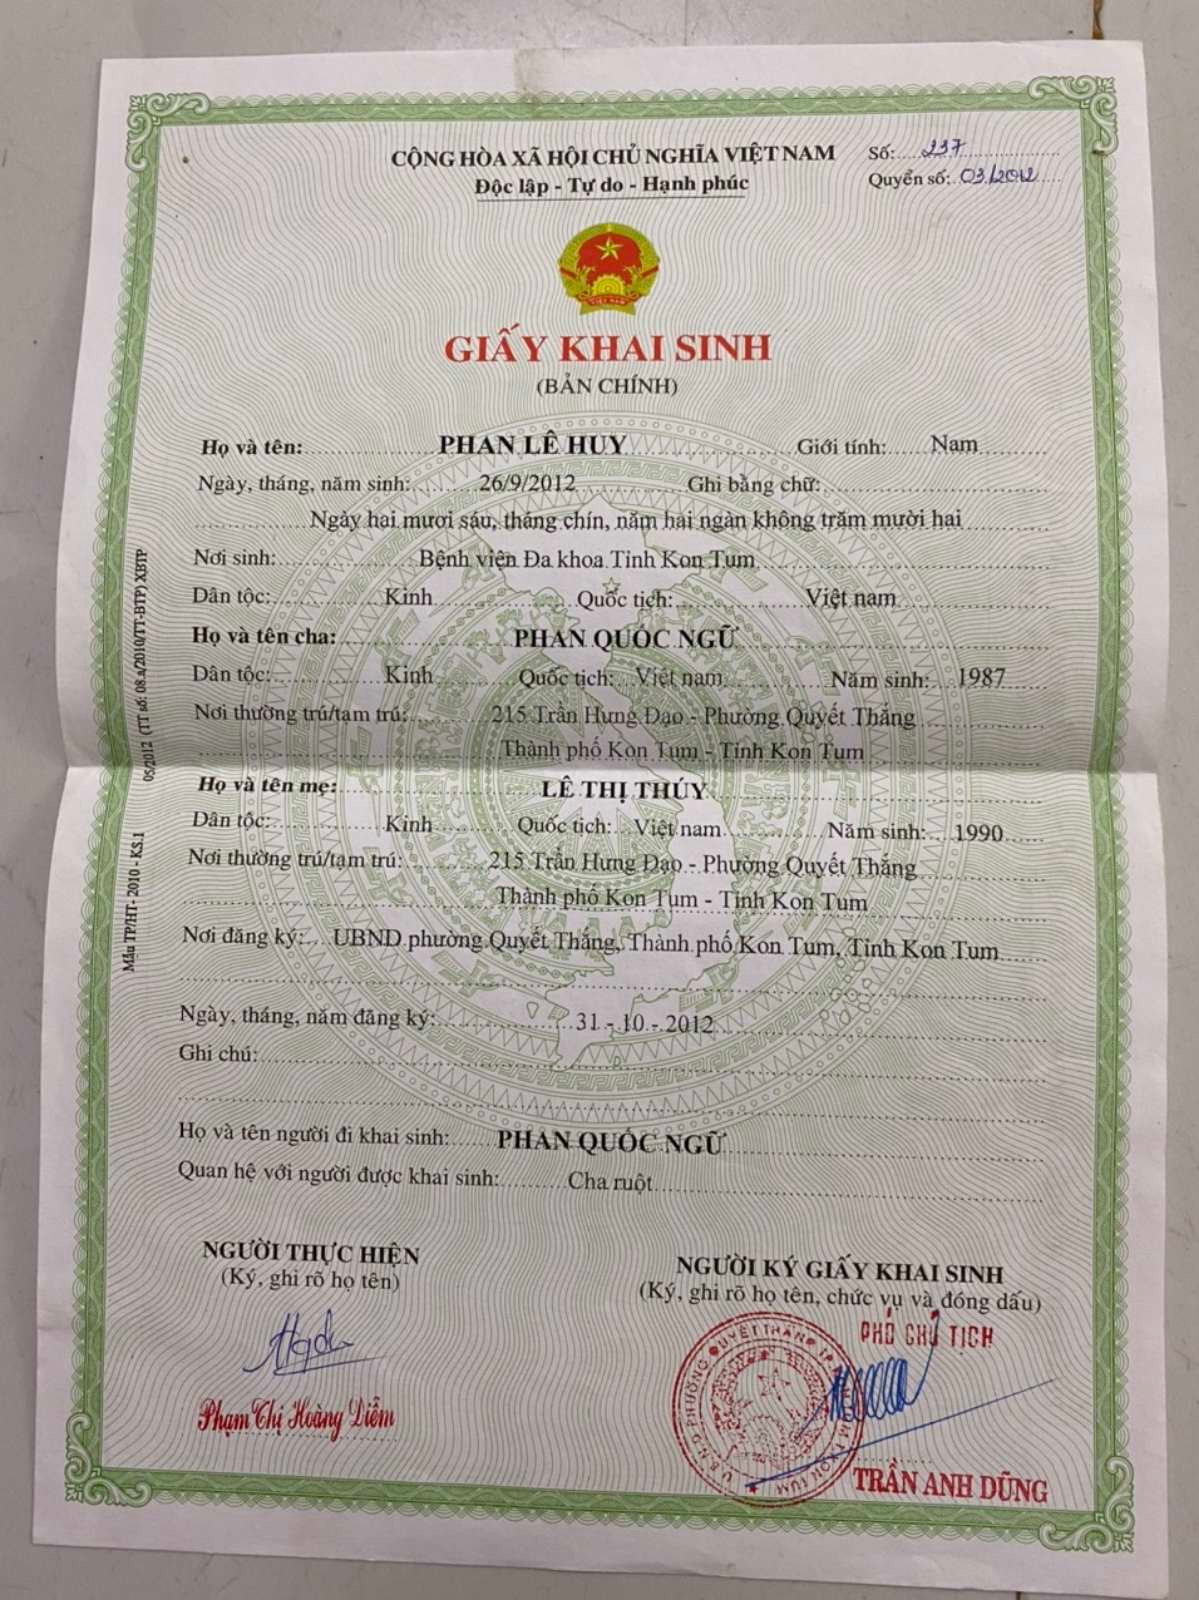 CỘNG HÒA XÃ HỘI CHỦ NGHĨA VIỆT NAM
Độc lập - Tự do - Hạnh phúc
Số: 237
Quyển số: 03/2012
VIỆT NAM
GIẤY KHAI SINH
(BẢN CHÍNH)
Họ và tên: PHAN LÊ HUY Giới tính: Nam
Ngày, tháng, năm sinh: 26/9/2012 Ghi bằng chữ:
Ngày hai mươi sáu, tháng chín, năm hai ngàn không trăm mười hai
Nơi sinh: Bệnh viện Đa khoa Tỉnh Kon Tum
Dân tộc: Kinh Quốc tịch: Việt nam
Họ và tên cha: PHAN QUỐC NGỮ
Dân tộc: Kinh Quốc tịch: Việt nam Năm sinh: 1987
Nơi thường trú/tạm trú: 215 Trần Hưng Đạo - Phường Quyết Thắng
Thành phố Kon Tum - Tỉnh Kon Tum
Họ và tên mẹ: LÊ THỊ THÚY
Dân tộc: Kinh Quốc tịch: Việt nam Năm sinh: 1990
Nơi thường trú/tạm trú: 215 Trần Hưng Đạo - Phường Quyết Thắng
Thành phố Kon Tum - Tỉnh Kon Tum
Nơi đăng ký: UBND phường Quyết Thắng, Thành phố Kon Tum, Tỉnh Kon Tum
Ngày, tháng, năm đăng ký: 31 - 10 - 2012
Ghi chú:
Họ và tên người đi khai sinh: PHAN QUỐC NGỮ
Quan hệ với người được khai sinh: Cha ruột
NGƯỜI THỰC HIỆN
(Ký, ghi rõ họ tên)
Phạm Thị Hoàng Diễm
NGƯỜI KÝ GIẤY KHAI SINH
(Ký, ghi rõ họ tên, chức vụ và đóng dấu)
PHÓ CHỦ TỊCH
U.B.N.D PHƯỜNG QUYẾT THẮNG
KON TUM
TRẦN ANH DŨNG
Mẫu TP/HT- 2010 - KS.1 05/2012 (TT số 08.a/2010/TT-BTP) XBTP